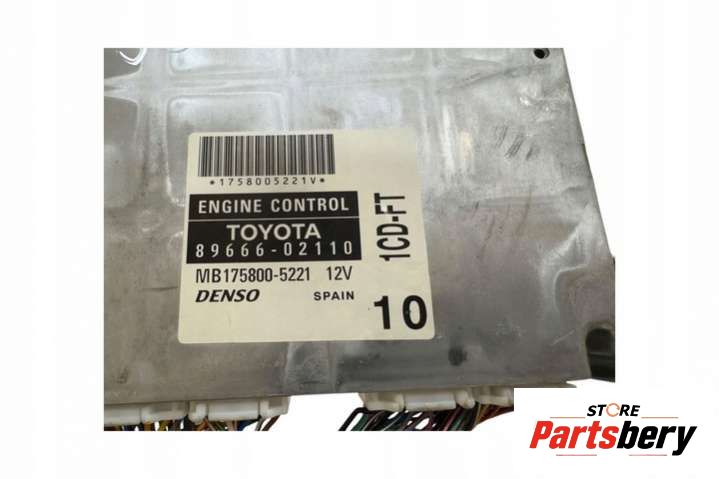 *1758005221V*
ENGINE CONTROL
TOYOTA
89666-02110
MB175800-5221 12V
DENSO SPAIN
1CD-FT
10
STORE
Partsbery